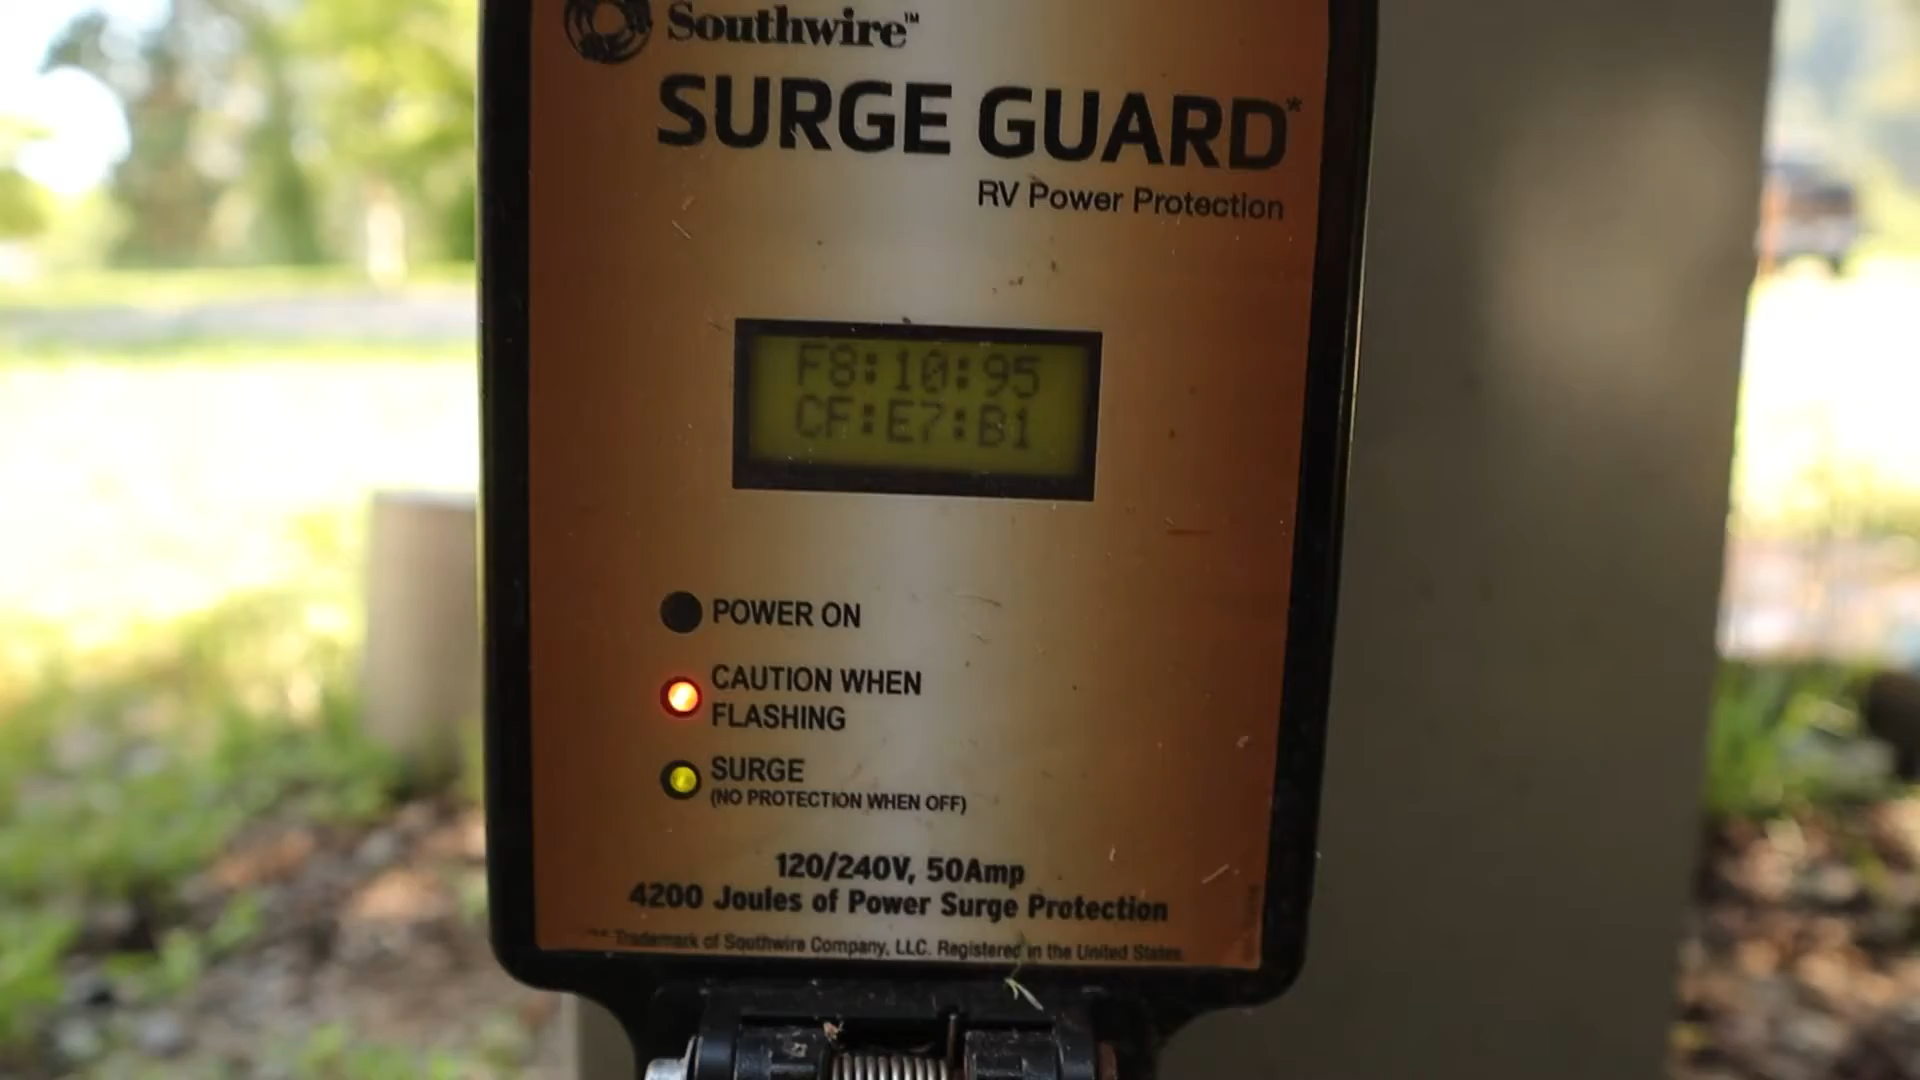 Southwire™
SURGE GUARD*
RV Power Protection
F8:10:95
CF:E7:B1
POWER ON
CAUTION WHEN
FLASHING
SURGE
(NO PROTECTION WHEN OFF)
120/240V, 50Amp
4200 Joules of Power Surge Protection
Trademark of Southwire Company, LLC. Registered in the United States.